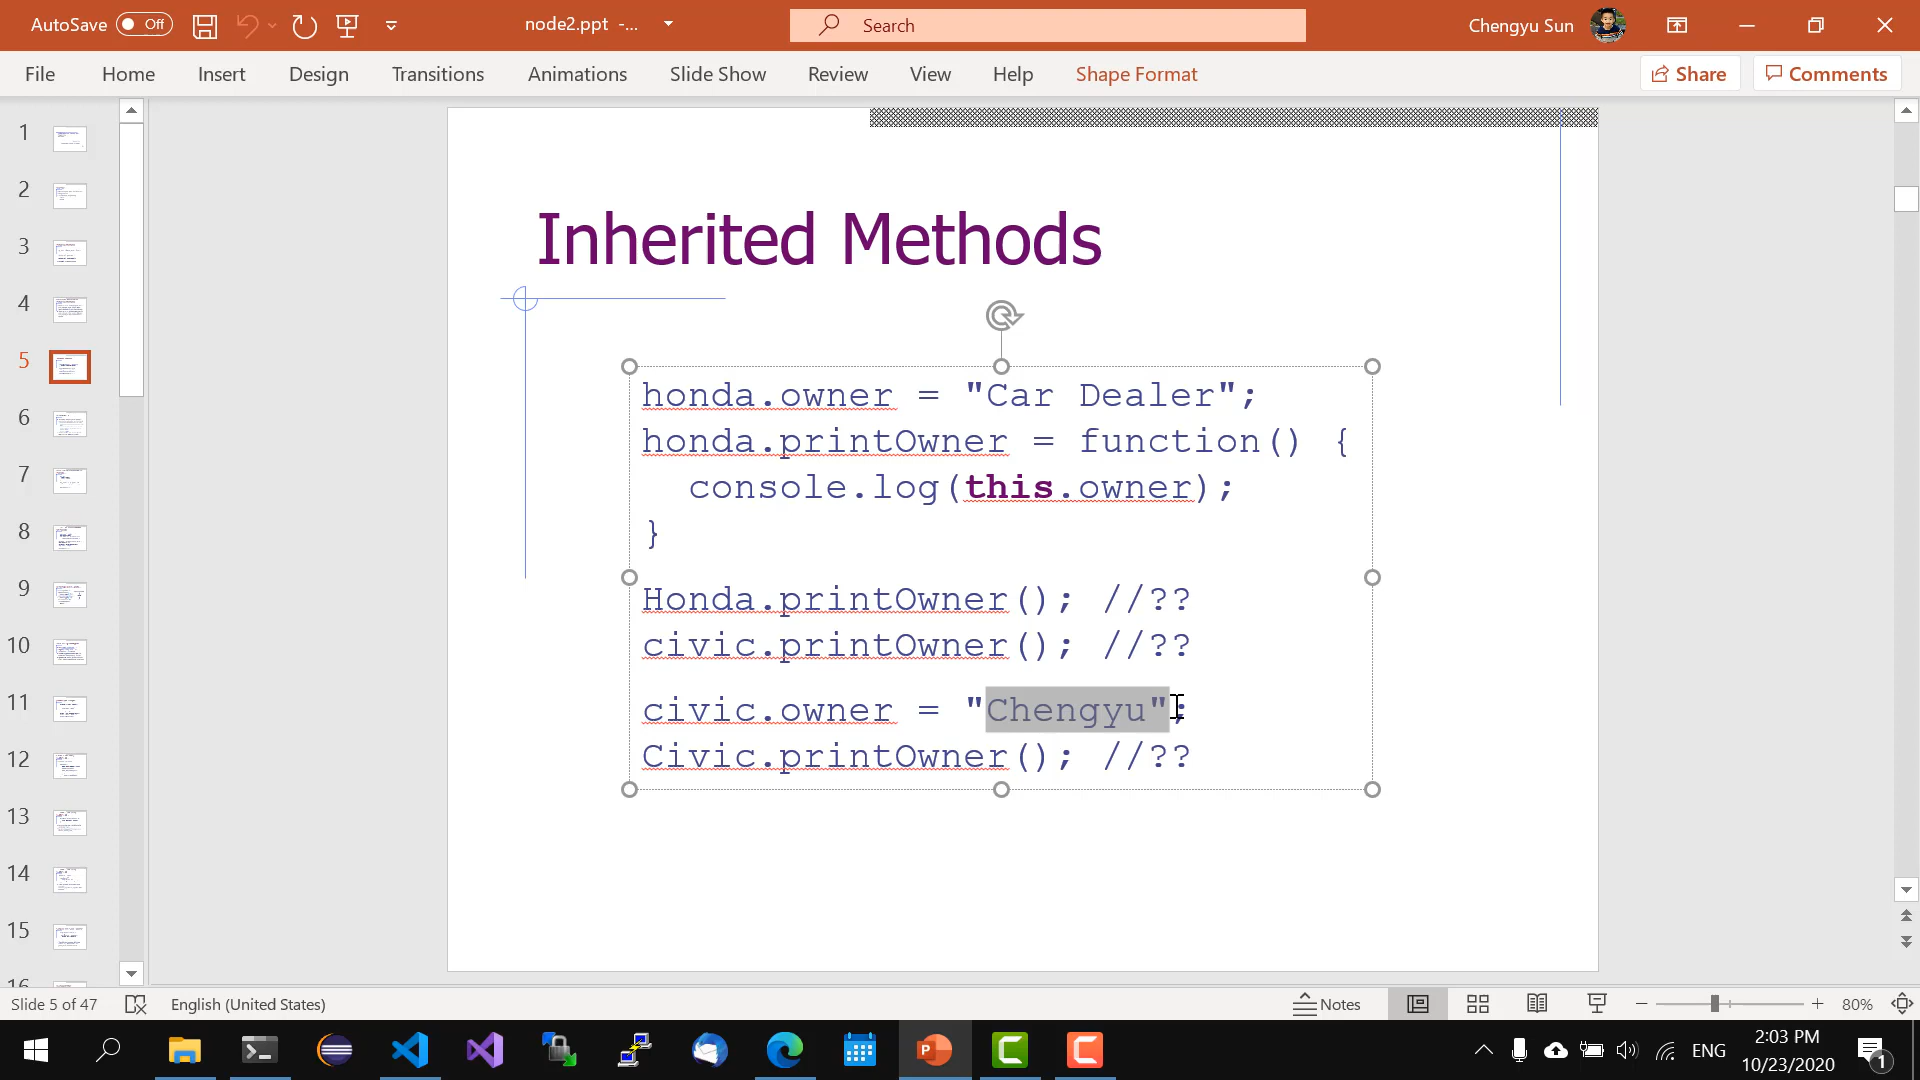 AutoSave Off
node2.ppt -...
Search
Chengyu Sun
File Home Insert Design Transitions Animations Slide Show Review View Help Shape Format
Share Comments
1
2
3
4
5
6
7
8
9
10
11
12
13
14
15
16
Inherited Methods
honda.owner = "Car Dealer";
honda.printOwner = function() {
console.log(this.owner);
}
Honda.printOwner(); //??
civic.printOwner(); //??
civic.owner = "Chengyu";
Civic.printOwner(); //??
Slide 5 of 47 English (United States) Notes 80%
ENG
2:03 PM
10/23/2020
1